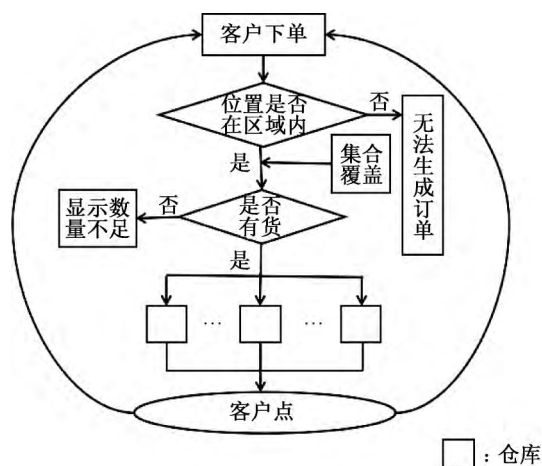 客户下单
位置是否
在区域内
否
是
集合
覆盖
无法生成订单
显示数
量不足
否
是否
有货
是
…
…
客户点
：仓库